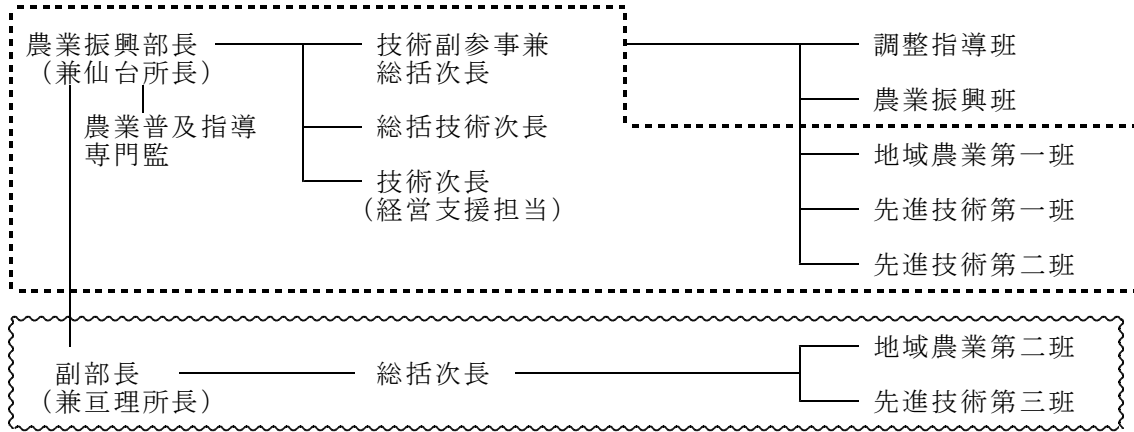 農業振興部長
（兼仙台所長）
農業普及指導
専門監
技術副参事兼
総括次長
総括技術次長
技術次長
（経営支援担当）
調整指導班
農業振興班
地域農業第一班
先進技術第一班
先進技術第二班
副部長
（兼亘理所長）
総括次長
地域農業第二班
先進技術第三班